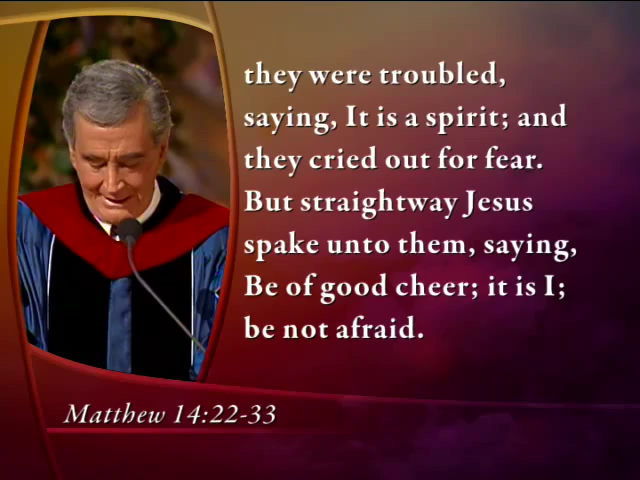 they were troubled,
saying, It is a spirit; and
they cried out for fear.
But straightway Jesus
spake unto them, saying,
Be of good cheer; it is I;
be not afraid.
Matthew 14:22-33